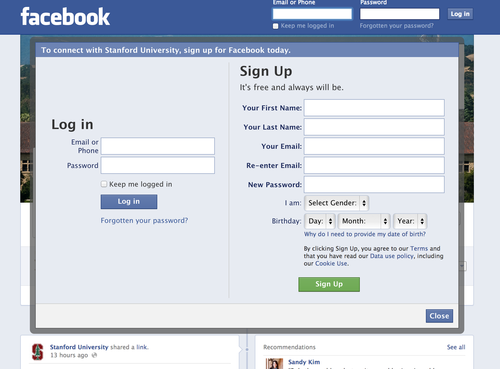 facebook
Email or Phone
Password
Log In
Keep me logged in
Forgotten your password?
To connect with Stanford University, sign up for Facebook today.
Log in
Email or
Phone
Password
Keep me logged in
Log in
Forgotten your password?
Sign Up
It's free and always will be.
Your First Name:
Your Last Name:
Your Email:
Re-enter Email:
New Password:
I am: Select Gender:
Birthday: Day: Month: Year:
Why do I need to provide my date of birth?
By clicking Sign Up, you agree to our Terms and
that you have read our Data use policy, including
our Cookie Use.
Sign Up
Close
Stanford University shared a link.
13 hours ago
Recommendations
See all
Sandy Kim